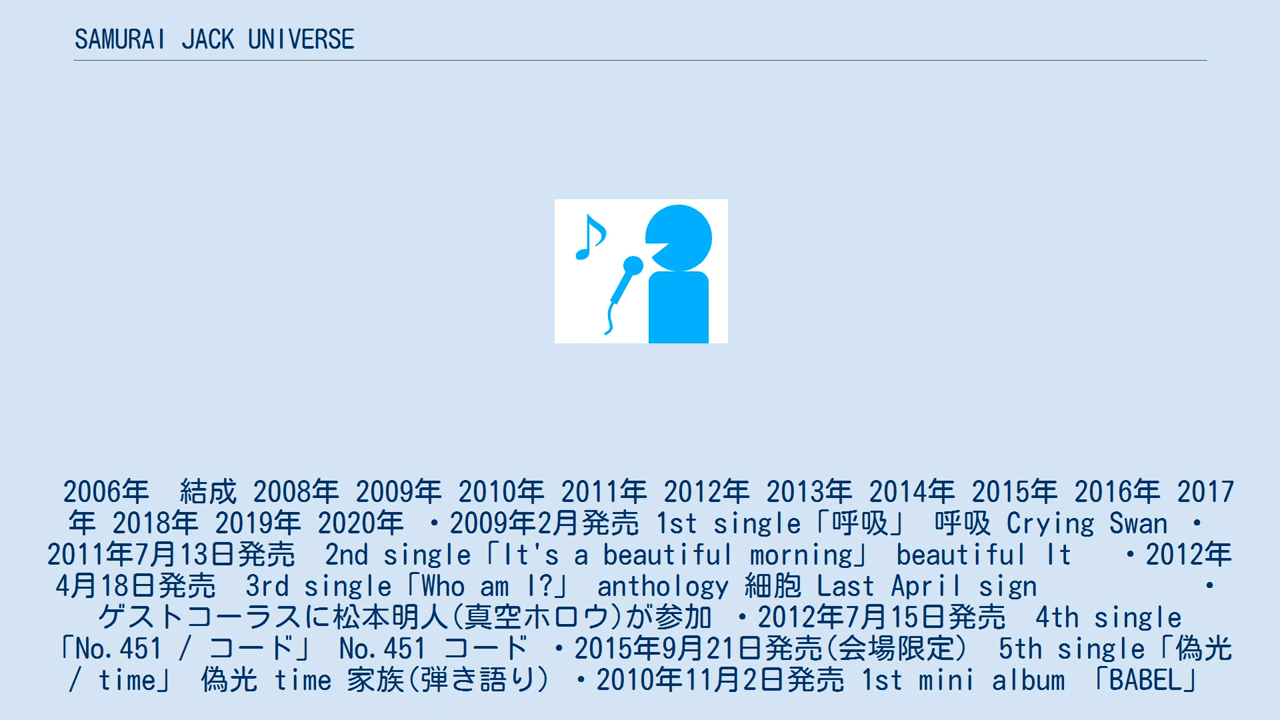 SAMURAI JACK UNIVERSE
2006年　結成 2008年 2009年 2010年 2011年 2012年 2013年 2014年 2015年 2016年 2017
年 2018年 2019年 2020年 ・2009年2月発売 1st single「呼吸」 呼吸 Crying Swan ・
2011年7月13日発売　2nd single「It's a beautiful morning」 beautiful It　 ・2012年
4月18日発売　3rd single「Who am I?」 anthology 細胞 Last April sign　　　　　　・
ゲストコーラスに松本明人(真空ホロウ)が参加 ・2012年7月15日発売　4th single
「No.451 / コード」 No.451 コード ・2015年9月21日発売(会場限定)　5th single「偽光
/ time」 偽光 time 家族(弾き語り) ・2010年11月2日発売 1st mini album 「BABEL」